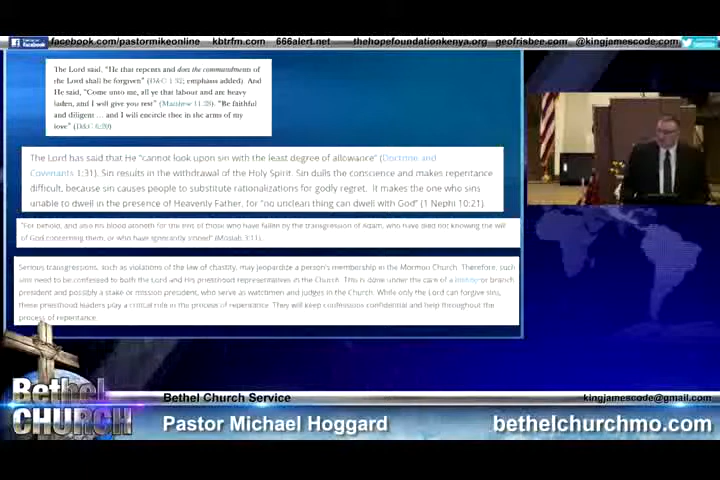 facebopk.com/pastormikeonline kbtrfm.com 666alert.net thehopefoundationkenya.org geofrisbee.com @kingjamescode.com
facebook
twitter
The Lord said, "He that repents and does the commandments of
the Lord shall be forgiven" (D&C 1:32; emphasis added). And
He said, "Come unto me, all ye that labour and are heavy
laden, and I will give you rest" (Matthew 11:28). "Be faithful
and diligent ... and I will encircle thee in the arms of my
love" (D&C 6:20)
The Lord has said that He "cannot look upon sin with the least degree of allowance" (Doctrine and
Covenants 1:31). Sin results in the withdrawal of the Holy Spirit. Sin dulls the conscience and makes repentance
difficult, because sin causes people to substitute rationalizations for godly regret. It makes the one who sins
unable to dwell in the presence of Heavenly Father, for "no unclean thing can dwell with God" (1 Nephi 10:21).
"For behold, and also his blood atoneth for the sins of those who have fallen by the transgression of Adam, who have died not knowing the will
of God concerning them, or who have ignorantly sinned" (Mosiah 3:11).
Serious transgressions, such as violations of the law of chastity, may jeopardize a person's membership in the Mormon Church. Therefore, such
sins need to be confessed to both the Lord and His priesthood representatives in the Church. This is done under the care of a bishop or branch
president and possibly a stake or mission president, who serve as watchmen and judges in the Church. While only the Lord can forgive sins,
these priesthood leaders play a critical role in the process of repentance. They will keep confessions confidential and help throughout the
process of repentance.
Bethel
CHURCH
Bethel Church Service kingjamescode@gmail.com
Pastor Michael Hoggard bethelchurchmo.com